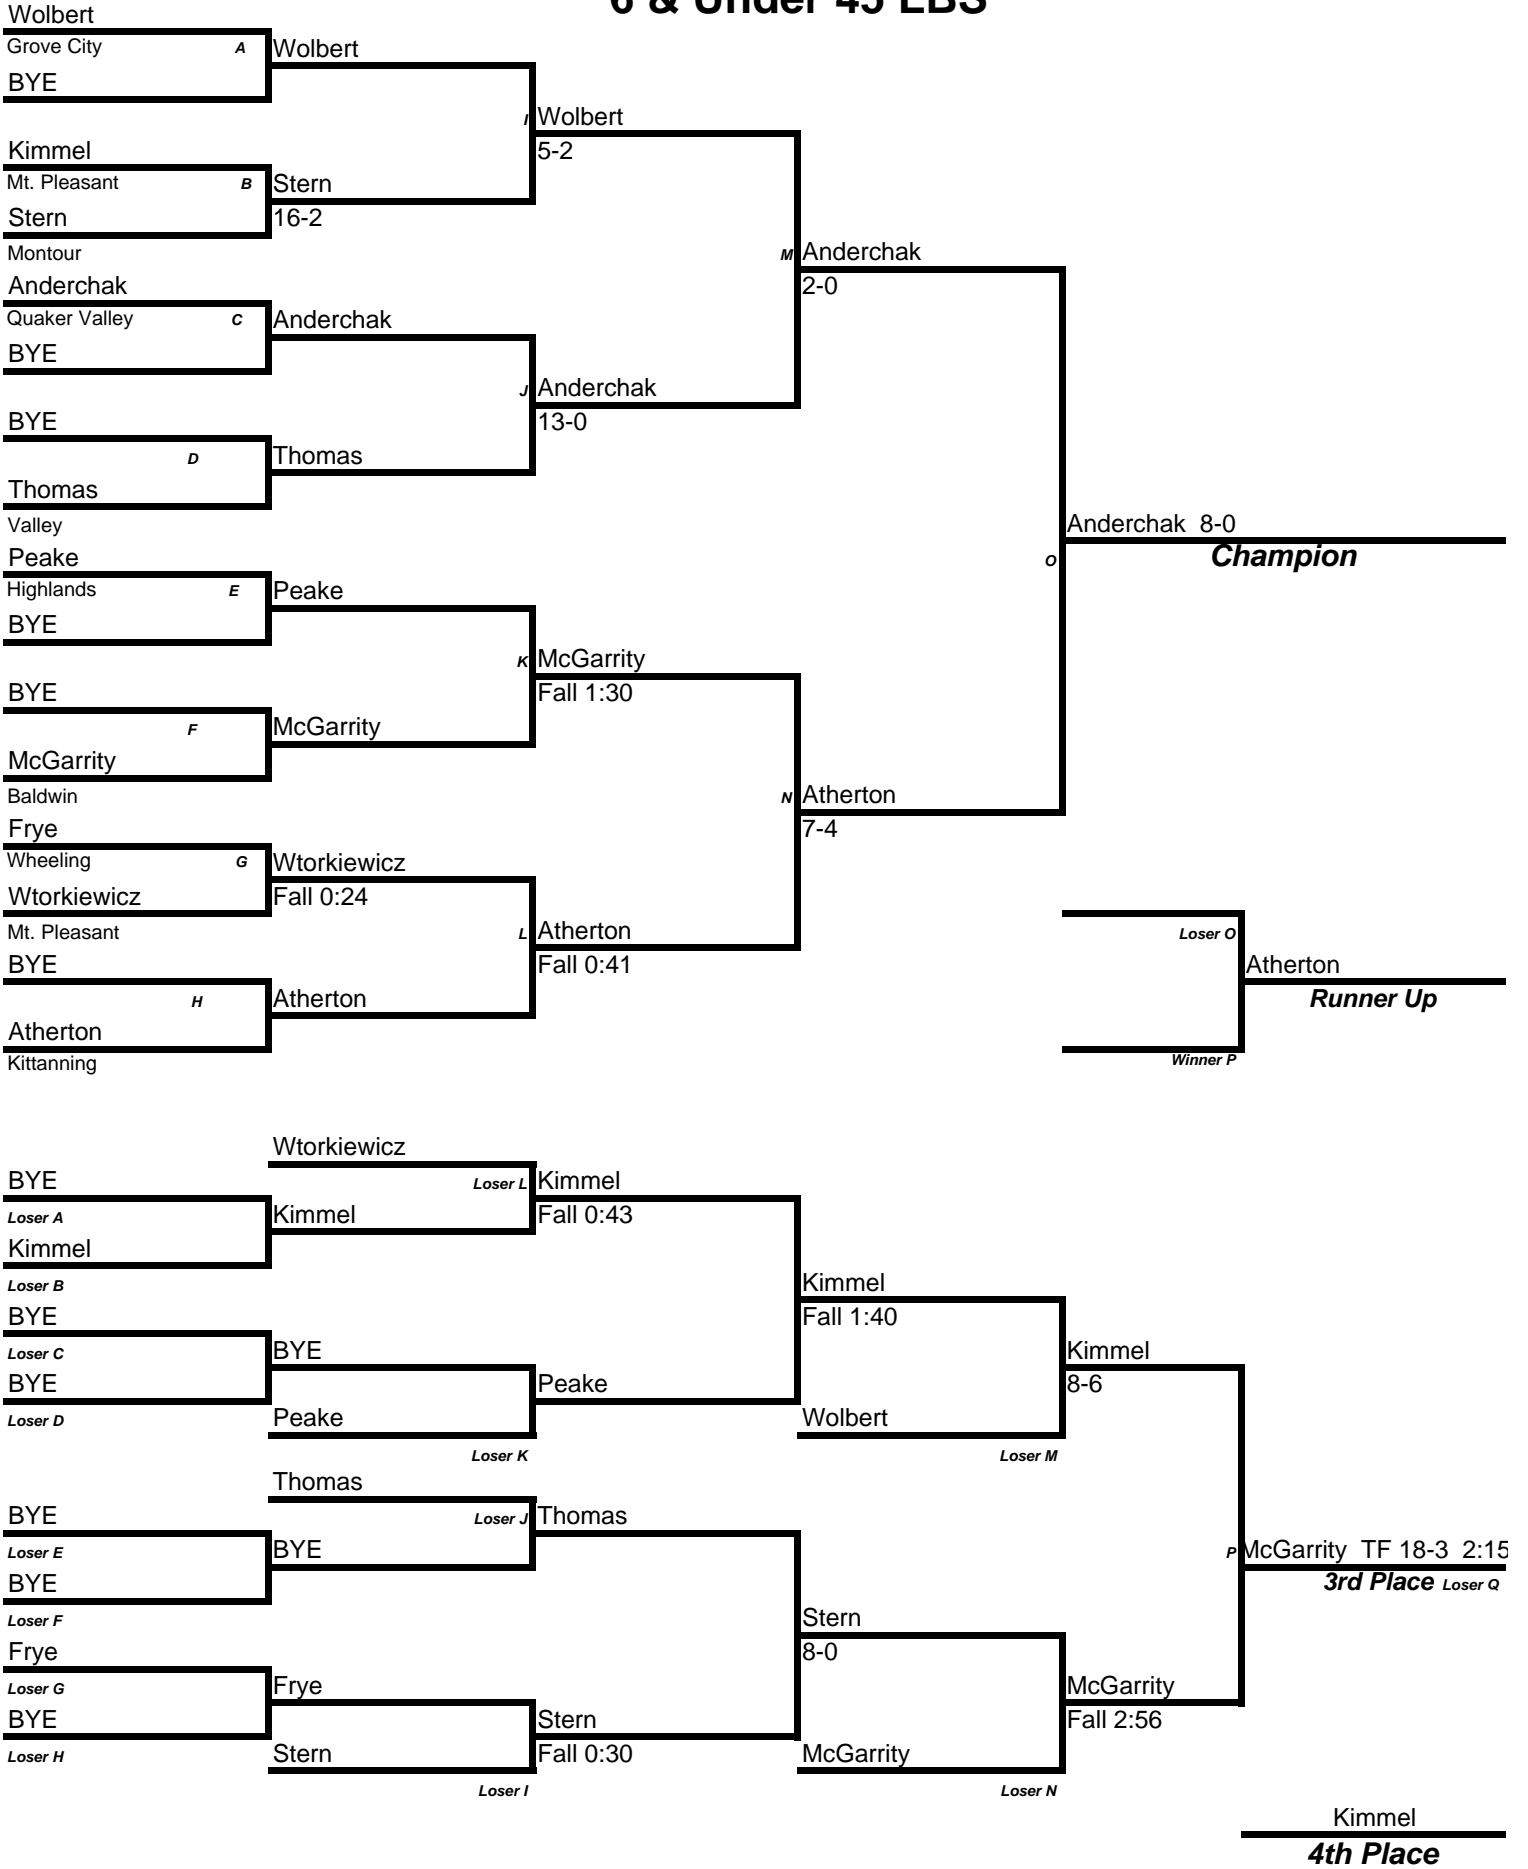 6 & Under 45 LBS
Wolbert
Grove City A
Wolbert
BYE
I Wolbert
5-2
Kimmel
Mt. Pleasant B
Stern
Stern
16-2
Montour
M Anderchak
2-0
Anderchak
Quaker Valley C
Anderchak
BYE
J Anderchak
13-0
BYE
D
Thomas
Thomas
Valley
Anderchak 8-0
O
Champion
Peake
Highlands E
Peake
BYE
K McGarrity
Fall 1:30
BYE
F
McGarrity
McGarrity
Baldwin
N Atherton
7-4
Frye
Wheeling G
Wtorkiewicz
Wtorkiewicz
Fall 0:24
Mt. Pleasant
L Atherton
Fall 0:41
BYE
H
Atherton
Atherton
Kittanning
Loser O
Atherton
Runner Up
Winner P
Wtorkiewicz
BYE
Loser L
Kimmel
Loser A
Kimmel
Fall 0:43
Kimmel
Loser B
Kimmel
Fall 1:40
BYE
Loser C
BYE
Kimmel
8-6
BYE
Peake
Loser D
Peake
Wolbert
Loser K
Loser M
Thomas
BYE
Loser J
Thomas
Loser E
BYE
P McGarrity TF 18-3 2:15
3rd Place Loser Q
BYE
Loser F
Stern
8-0
Frye
Loser G
Frye
McGarrity
Fall 2:56
BYE
Stern
Loser H
Stern
Fall 0:30
McGarrity
Loser I
Loser N
Kimmel
4th Place